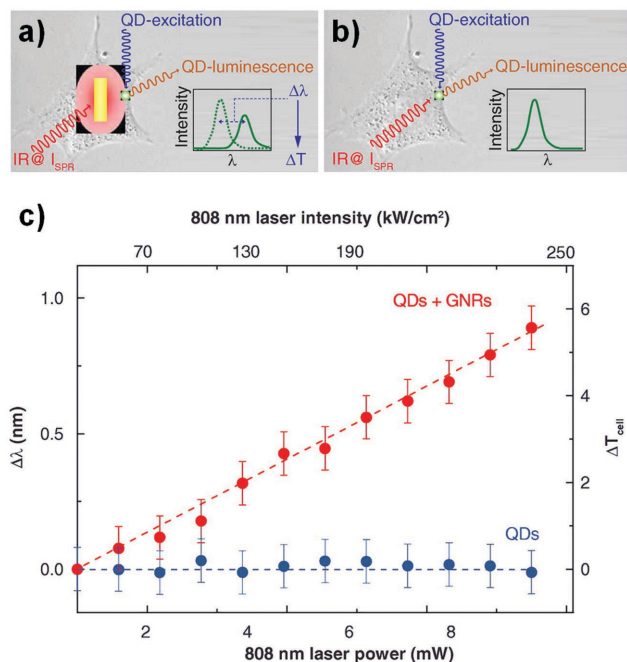 a)
QD-excitation
QD-luminescence
Intensity
λ
Δλ
ΔT
IR@ I_SPR
b)
QD-excitation
QD-luminescence
Intensity
λ
IR@ I_SPR
c)
808 nm laser intensity (kW/cm²)
70 130 190 250
QDs + GNRs
QDs
Δλ (nm)
1.0
0.5
0.0
6
4
2
0
ΔT_cell
2 4 6 8
808 nm laser power (mW)